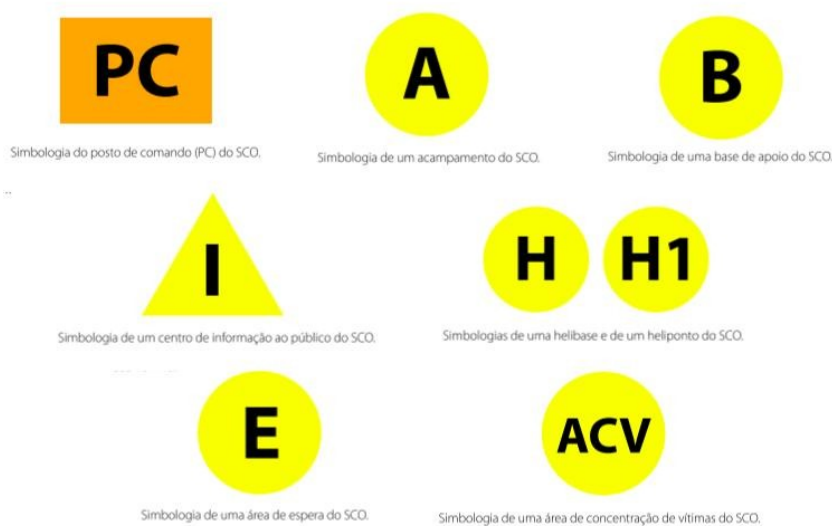 PC
A
B
Simbologia do posto de comando (PC) do SCO.
Simbologia de um acampamento do SCO.
Simbologia de uma base de apoio do SCO.
I
H
H1
Simbologia de um centro de informação ao público do SCO.
Simbologias de uma helibase e de um heliponto do SCO.
E
ACV
Simbologia de uma área de espera do SCO.
Simbologia de uma área de concentração de vítimas do SCO.